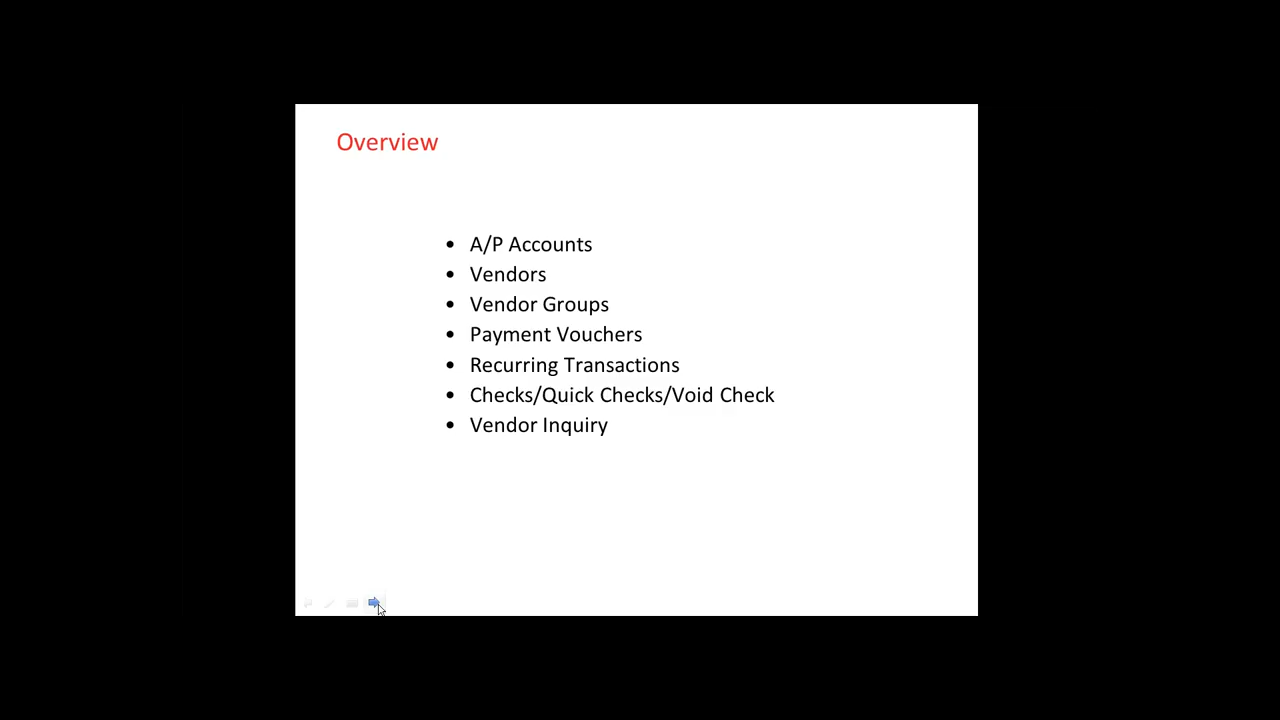 Overview
• A/P Accounts
• Vendors
• Vendor Groups
• Payment Vouchers
• Recurring Transactions
• Checks/Quick Checks/Void Check
• Vendor Inquiry